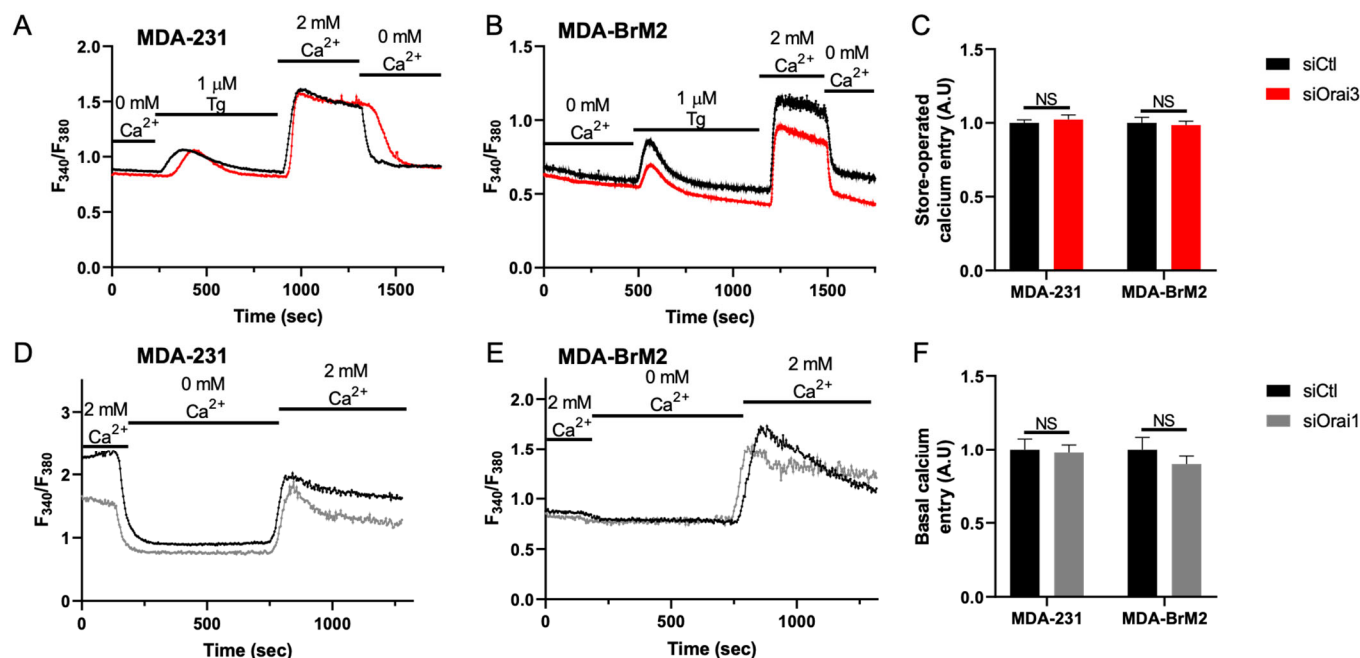 A
MDA-231
2 mM
Ca²⁺
0 mM
Ca²⁺
1 μM
Tg
0 mM
Ca²⁺
F₃₄₀/F₃₈₀
2.0
1.5
1.0
0.5
0.0
0
500
1000
1500
Time (sec)
B
MDA-BrM2
2 mM
Ca²⁺
0 mM
Ca²⁺
0 mM
Ca²⁺
1 μM
Tg
F₃₄₀/F₃₈₀
1.5
1.0
0.5
0.0
0
500
1000
1500
Time (sec)
C
Store-operated
calcium entry (A.U)
1.5
1.0
0.5
0.0
NS
NS
MDA-231
MDA-BrM2
siCtl
siOrai3
D
MDA-231
2 mM
Ca²⁺
0 mM
Ca²⁺
2 mM
Ca²⁺
F₃₄₀/F₃₈₀
3
2
1
0
0
500
1000
Time (sec)
E
MDA-BrM2
2 mM
Ca²⁺
0 mM
Ca²⁺
2 mM
Ca²⁺
F₃₄₀/F₃₈₀
2.0
1.5
1.0
0.5
0.0
0
500
1000
Time (sec)
F
Basal calcium
entry (A.U)
1.5
1.0
0.5
0.0
NS
NS
MDA-231
MDA-BrM2
siCtl
siOrai1